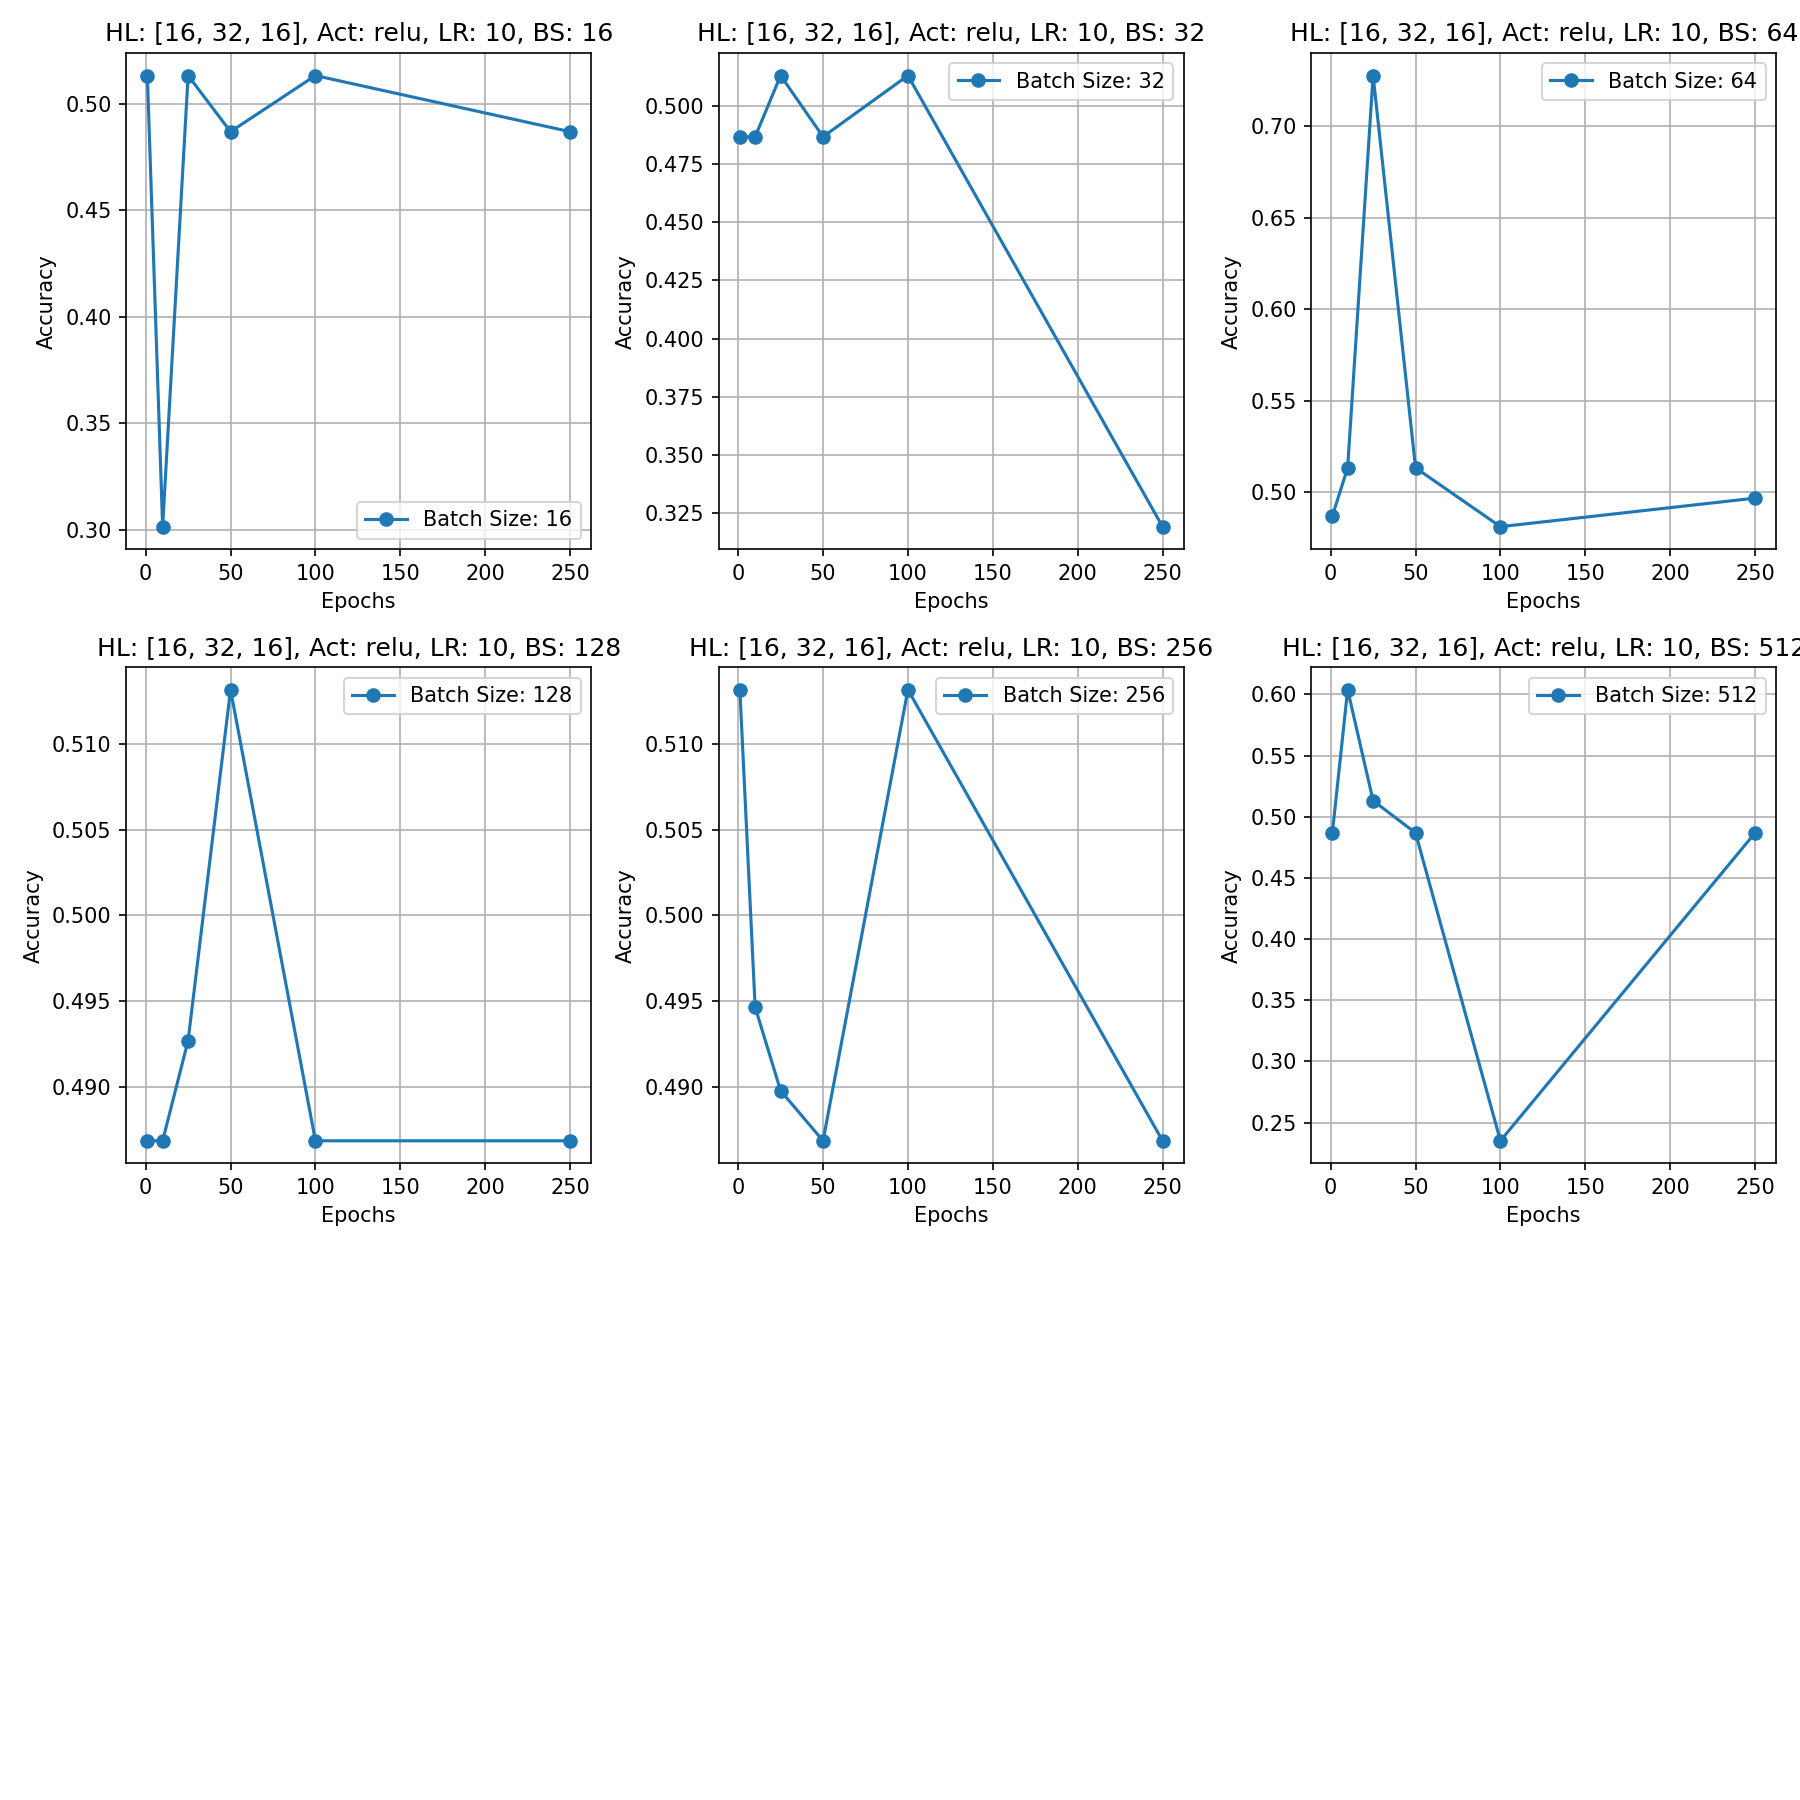 HL: [16, 32, 16], Act: relu, LR: 10, BS: 16
0.50
0.45
0.40
0.35
0.30
Accuracy
Batch Size: 16
0 50 100 150 200 250
Epochs
HL: [16, 32, 16], Act: relu, LR: 10, BS: 32
0.500
0.475
0.450
0.425
0.400
0.375
0.350
0.325
Accuracy
Batch Size: 32
0 50 100 150 200 250
Epochs
HL: [16, 32, 16], Act: relu, LR: 10, BS: 64
0.70
0.65
0.60
0.55
0.50
Accuracy
Batch Size: 64
0 50 100 150 200 250
Epochs
HL: [16, 32, 16], Act: relu, LR: 10, BS: 128
0.510
0.505
0.500
0.495
0.490
Accuracy
Batch Size: 128
0 50 100 150 200 250
Epochs
HL: [16, 32, 16], Act: relu, LR: 10, BS: 256
0.510
0.505
0.500
0.495
0.490
Accuracy
Batch Size: 256
0 50 100 150 200 250
Epochs
HL: [16, 32, 16], Act: relu, LR: 10, BS: 512
0.60
0.55
0.50
0.45
0.40
0.35
0.30
0.25
Accuracy
Batch Size: 512
0 50 100 150 200 250
Epochs